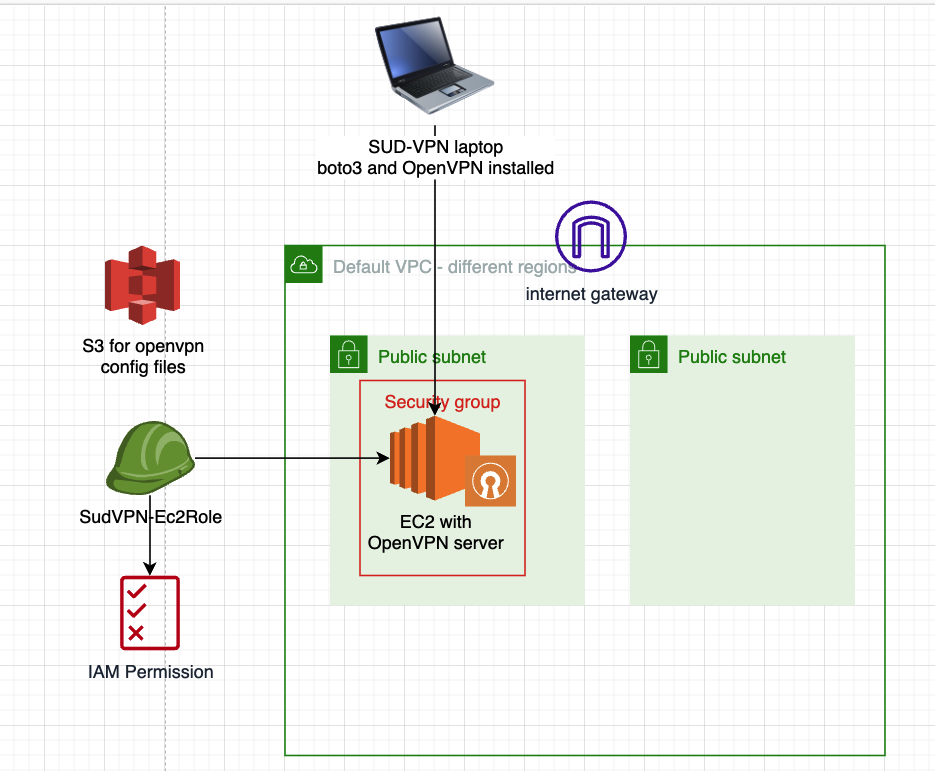 SUD-VPN laptop
boto3 and OpenVPN installed
Default VPC - different regions
internet gateway
S3 for openvpn
config files
Public subnet
Public subnet
Security group
SudVPN-Ec2Role
EC2 with
OpenVPN server
IAM Permission